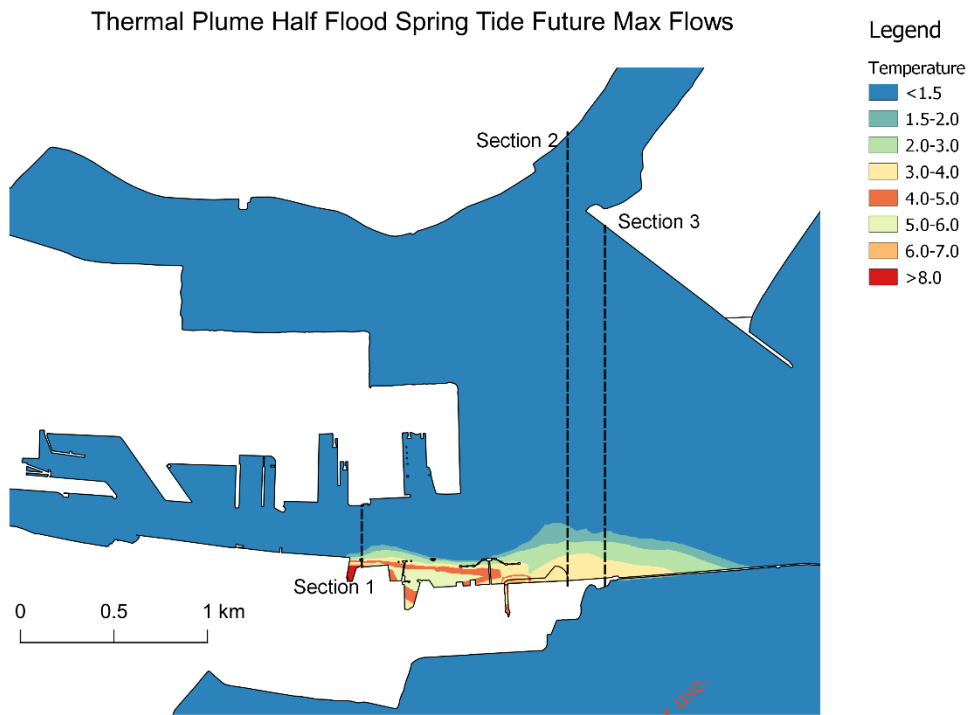 Thermal Plume Half Flood Spring Tide Future Max Flows
Legend
Temperature
<1.5
1.5-2.0
2.0-3.0
3.0-4.0
4.0-5.0
5.0-6.0
6.0-7.0
>8.0
Section 2
Section 3
Section 1
0 0.5 1 km
use.